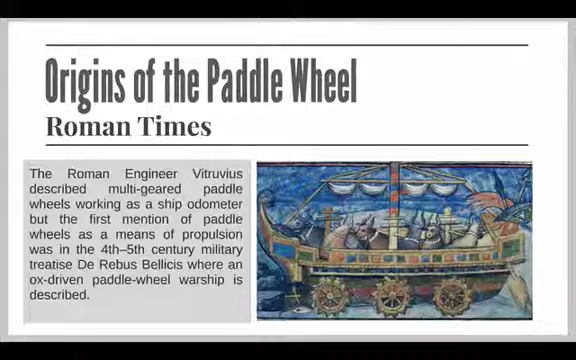 Origins of the Paddle Wheel
Roman Times
The Roman Engineer Vitruvius
described multi-geared paddle
wheels working as a ship odometer
but the first mention of paddle
wheels as a means of propulsion
was in the 4th–5th century military
treatise De Rebus Bellicis where an
ox-driven paddle-wheel warship is
described.